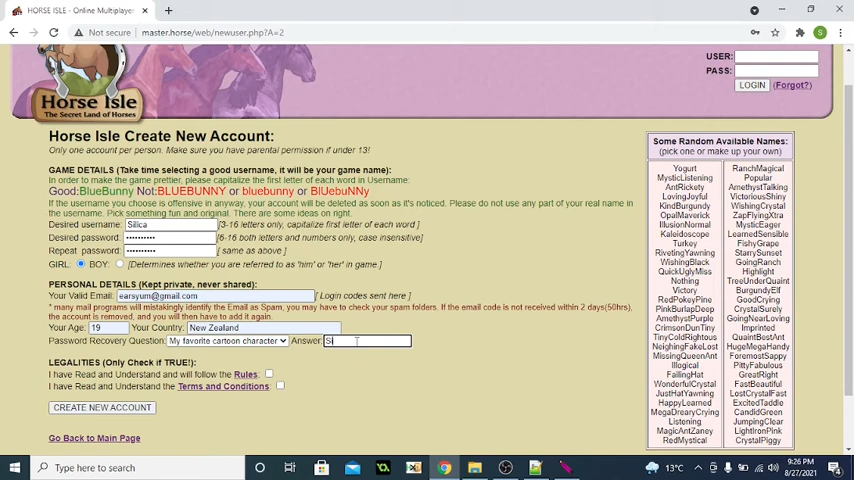 HORSE ISLE - Online Multiplayer
master.horse/web/newuser.php?A=2
S
Horse Isle
The Secret Land of Horses
USER:
PASS:
LOGIN (Forgot?)
Horse Isle Create New Account:
Only one account per person. Make sure you have parental permission if under 13!
GAME DETAILS (Take time selecting a good username, it will be your game name):
In order to make the game prettier, please capitalize the first letter of each word in Username:
Good:BlueBunny Not:BLUEBUNNY or bluebunny or BlUebuNNy
If the username you choose is offensive in anyway, your account will be deleted as soon as it's noticed. Please do not use any part of your real name in
the username. Pick something fun and original. There are some ideas on right.
Desired username: Silica [3-16 letters only, capitalize first letter of each word ]
Desired password: •••••••••• [6-16 both letters and numbers only, case insensitive]
Repeat password: •••••••••• [ same as above ]
GIRL: BOY: [Determines whether you are referred to as 'him' or 'her' in game.]
PERSONAL DETAILS (Kept private, never shared):
Your Valid Email: earsyum@gmail.com [ Login codes sent here ]
* many mail programs will mistakingly identify the Email as Spam, you may have to check your spam folders. If the email code is not received within 2 days(50hrs),
the account is removed, and you will then have to add it again.
Your Age: 19 Your Country: New Zealand
Password Recovery Question: My favorite cartoon character Answer: Si
LEGALITIES (Only Check if TRUE!):
I have Read and Understand and will follow the Rules:
I have Read and Understand the Terms and Conditions:
CREATE NEW ACCOUNT
Go Back to Main Page
Some Random Available Names:
(pick one or make up your own)
Yogurt
MysticListening
AntRickety
LovingJoyful
KindBurgundy
OpalMaverick
IllusionNormal
Kaleidoscope
Turkey
RivetingYawning
WishingBlack
QuickUglyMiss
Nothing
Victory
RedPokeyPine
PinkBurlapDeep
AmethystPurple
CrimsonDunTiny
TinyColdRighteous
NeighingFakeLost
MissingQueenAnt
Illogical
FailingHat
WonderfulCrystal
JustHatYawning
HappyLearned
MegaDrearyCrying
Listening
MagicAntZany
RedMystical
RanchMagical
Popular
AmethystTalking
VictoriousShiny
WishingCrystal
ZapFlyingXtra
MysticEager
LearnedSensible
Fishyegate
StarrySunset
GoingRanch
Highlight
TreeUnderQuaint
BurgundyElf
GoodCrying
CrystalSurely
GoingNearLoving
Imprinted
QuaintBefore
HugeMegaHandy
ForemostSappy
PitifulFabulous
GreatRight
FastBeautiful
LostExcitement
ExcitedTaddle
CandidGreen
JumpingDoor
LightIronPink
CrystalPiggy
Type here to search
13°C
9:26 PM
8/27/2021
4